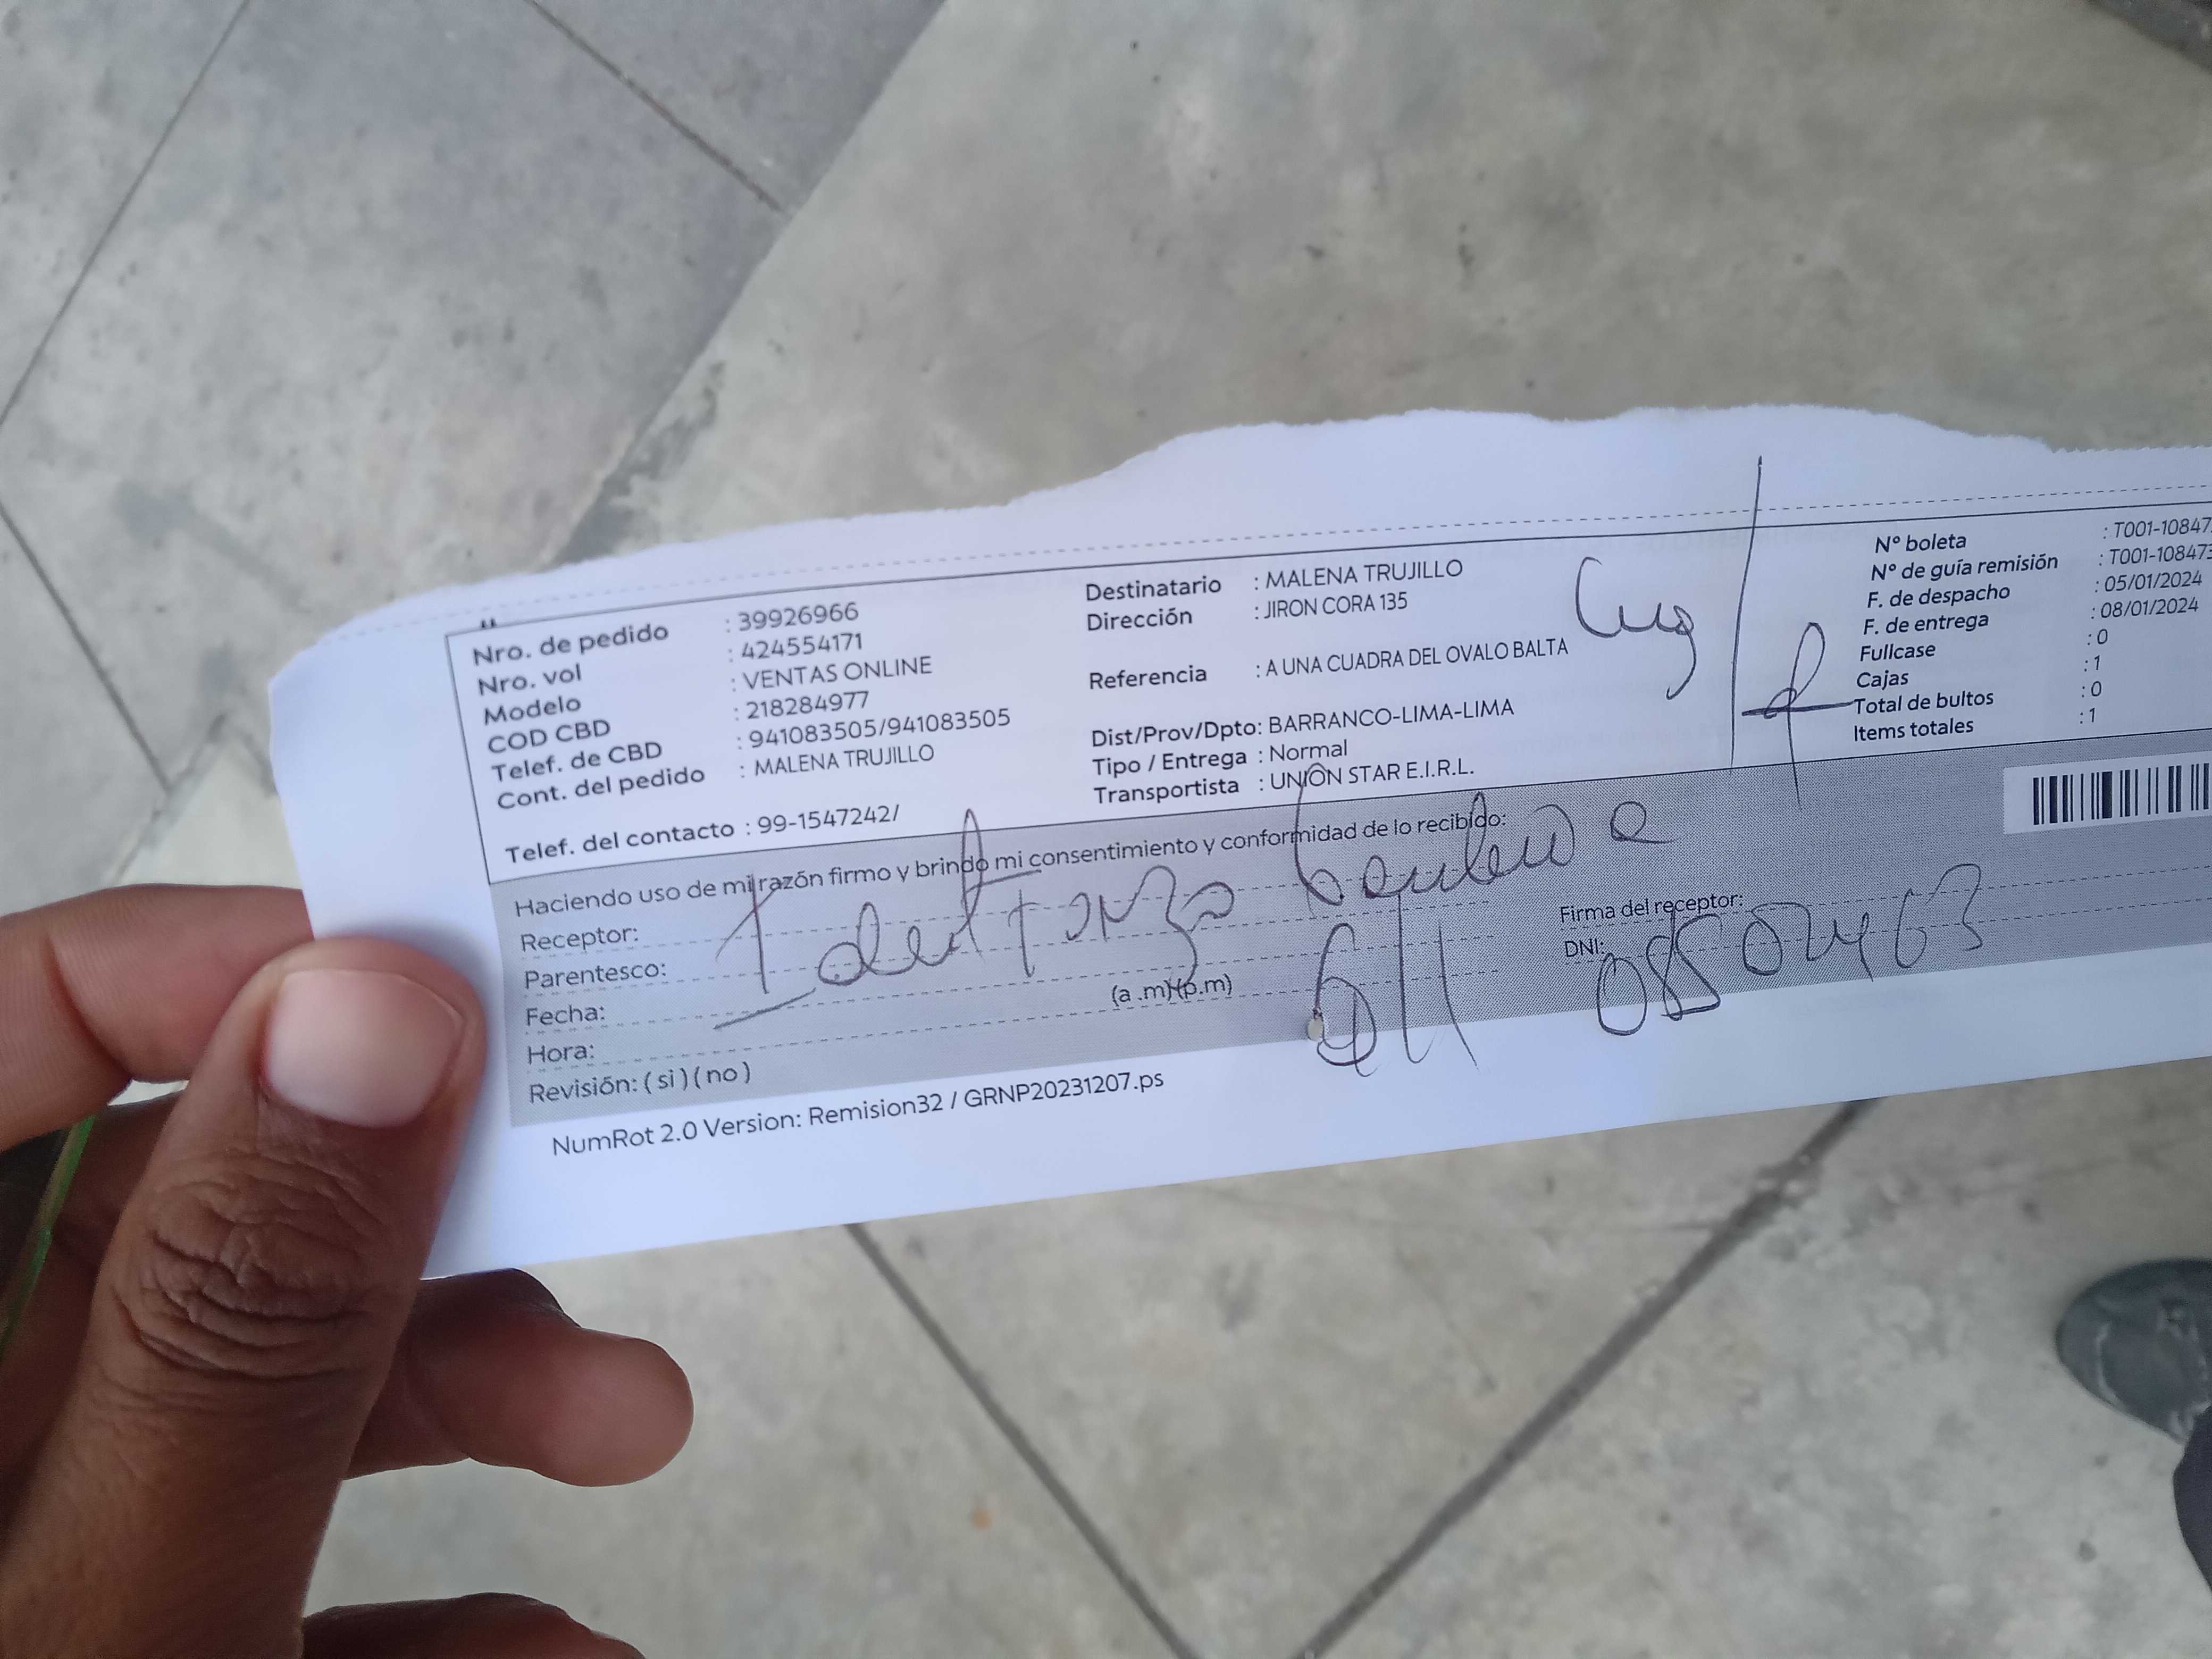 Nro. de pedido : 39926966
Nro. vol : 424554171
Modelo : VENTAS ONLINE
COD CBD : 218284977
Telef. de CBD : 941083505/941083505
Cont. del pedido : MALENA TRUJILLO
Telef. del contacto : 99-1547242/
Destinatario : MALENA TRUJILLO
Dirección : JIRON CORA 135
Referencia : A UNA CUADRA DEL OVALO BALTA
Dist/Prov/Dpto: BARRANCO-LIMA-LIMA
Tipo / Entrega : Normal
Transportista : UNION STAR E.I.R.L.
N° boleta : T001-10847
N° de guía remisión : T001-108473
F. de despacho : 05/01/2024
F. de entrega : 08/01/2024
Fullcase : 0
Cajas : 1
Total de bultos : 0
Items totales : 1
Haciendo uso de mi razón firmo y brindo mi consentimiento y conformidad de lo recibido:
Receptor:
Parentesco:
Fecha:
Hora: (a .m)(p.m)
Revisión: ( si ) ( no )
Firma del receptor:
DNI:
NumRot 2.0 Version: Remision32 / GRNP20231207.ps